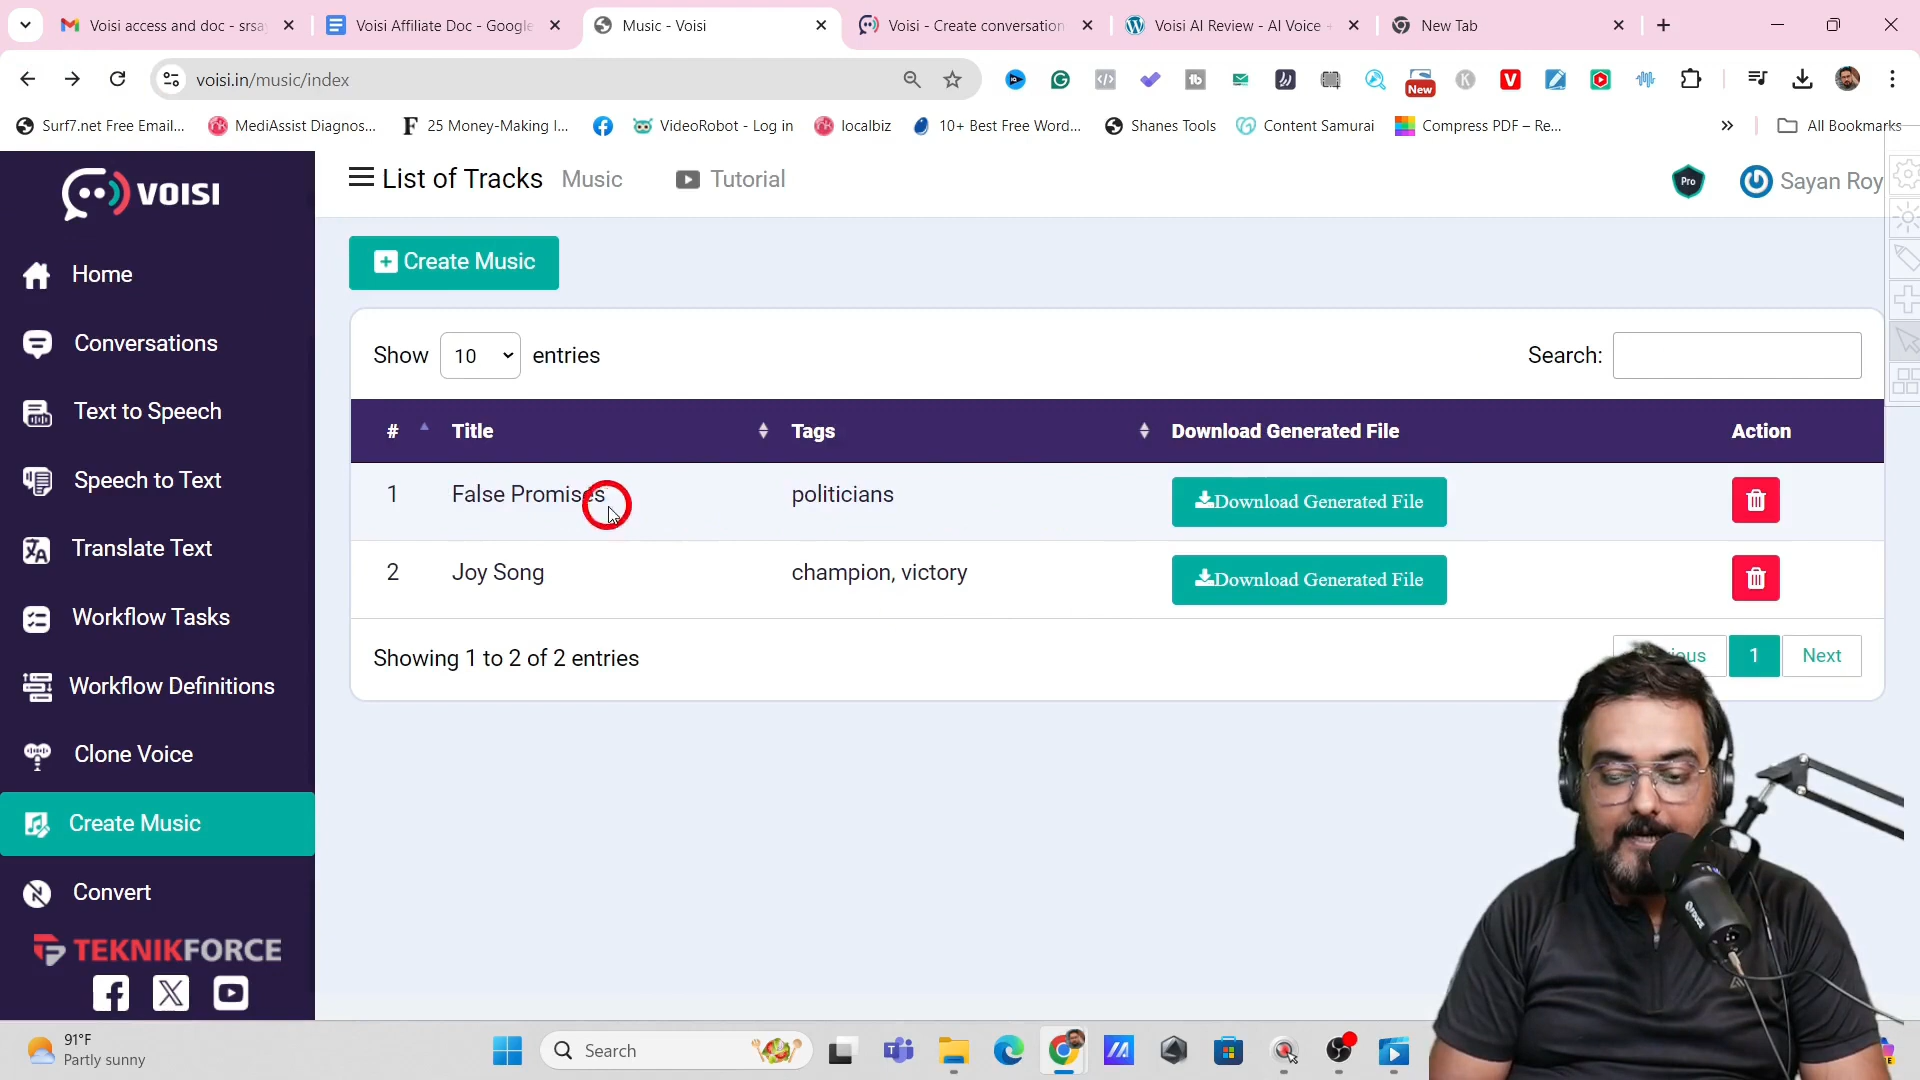 Voisi access and doc - srsa
Voisi Affiliate Doc - Google
Music - Voisi
Voisi - Create conversation
Voisi AI Review - AI Voice
New Tab
voisi.in/music/index
New
Surf7.net Free Email...
MediAssist Diagnos...
25 Money-Making I...
VideoRobot - Log in
localbiz
10+ Best Free Word...
Shanes Tools
Content Samurai
Compress PDF – Re...
All Bookmarks
VOISI
List of Tracks
Music
Tutorial
Pro
Sayan Roy
Home
Conversations
Text to Speech
Speech to Text
Translate Text
Workflow Tasks
Workflow Definitions
Clone Voice
Create Music
Convert
TEKNIKFORCE
Create Music
Show 10 entries
Search:
# Title Tags Download Generated File Action
1 False Promises politicians Download Generated File
2 Joy Song champion, victory Download Generated File
Showing 1 to 2 of 2 entries
1 Next
91°F
Partly sunny
Search